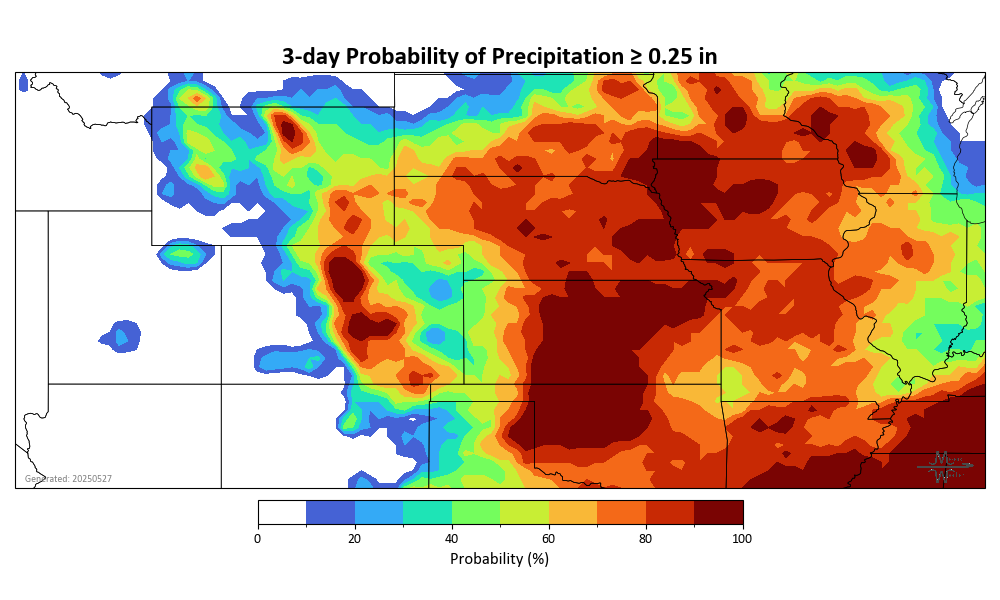 3-day Probability of Precipitation ≥ 0.25 in
Generated: 20250527
0 20 40 60 80 100
Probability (%)